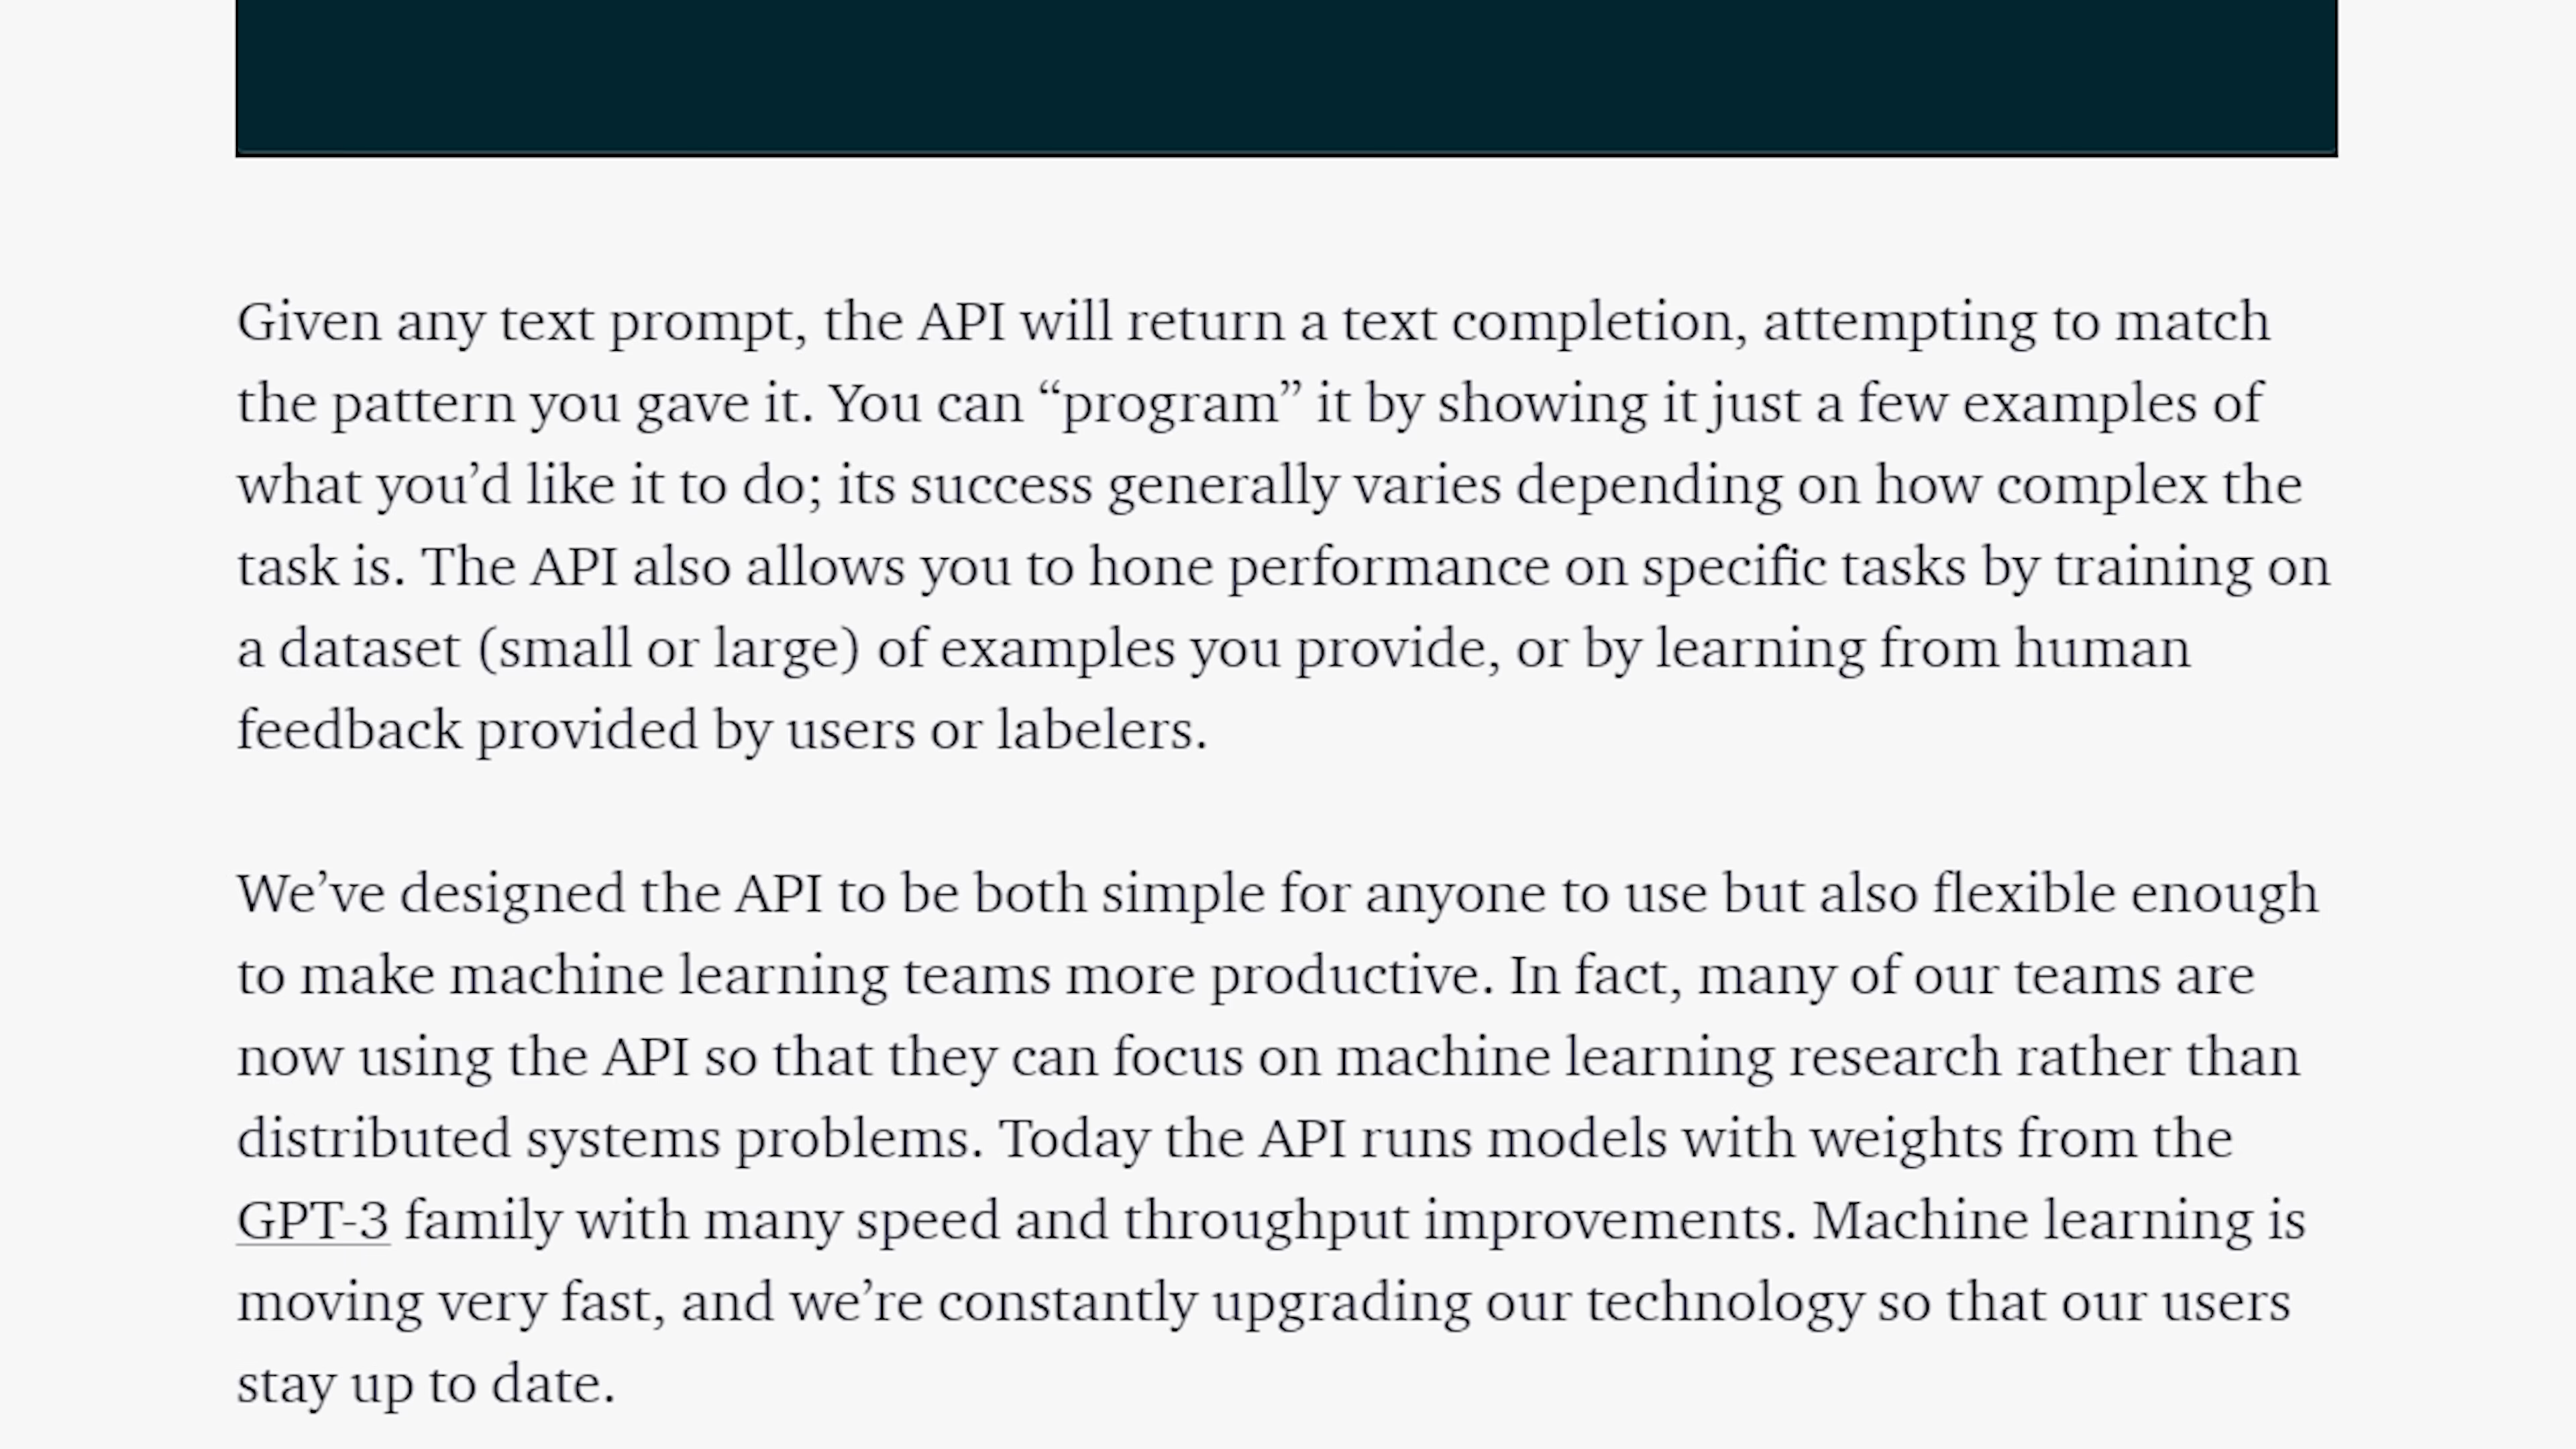 Given any text prompt, the API will return a text completion, attempting to match
the pattern you gave it. You can “program” it by showing it just a few examples of
what you’d like it to do; its success generally varies depending on how complex the
task is. The API also allows you to hone performance on specific tasks by training on
a dataset (small or large) of examples you provide, or by learning from human
feedback provided by users or labelers.
We’ve designed the API to be both simple for anyone to use but also flexible enough
to make machine learning teams more productive. In fact, many of our teams are
now using the API so that they can focus on machine learning research rather than
distributed systems problems. Today the API runs models with weights from the
GPT-3 family with many speed and throughput improvements. Machine learning is
moving very fast, and we’re constantly upgrading our technology so that our users
stay up to date.